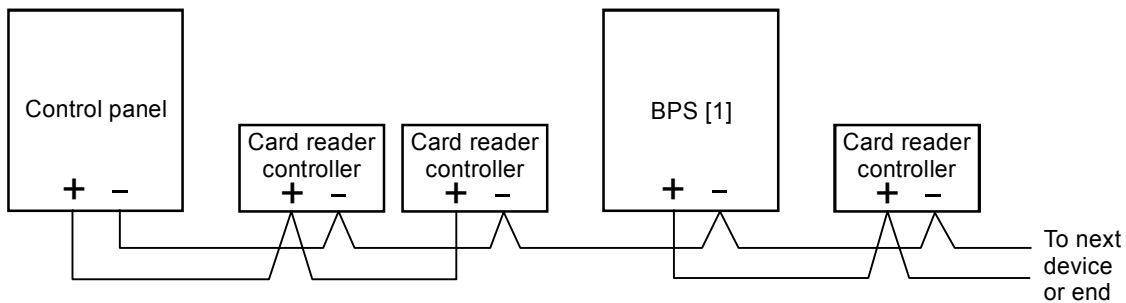 Control panel
+ −
Card reader
controller
+ −
Card reader
controller
+ −
BPS [1]
+ −
Card reader
controller
+ −
To next
device
or end